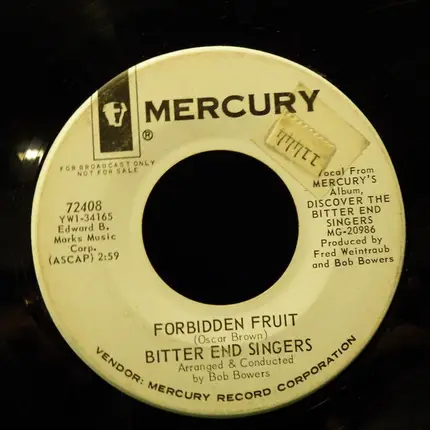 MERCURY
®
FOR BROADCAST ONLY
NOT FOR SALE
72408
YW1-34165
Edward B.
Marks Music
Corp.
(ASCAP) 2:59
Vocal From
MERCURY'S
Album,
DISCOVER THE
BITTER END
SINGERS
MG-20986
Produced by
Fred Weintraub
and Bob Bowers
FORBIDDEN FRUIT
(Oscar Brown)
BITTER END SINGERS
Arranged & Conducted
by Bob Bowers
VENDOR: MERCURY RECORD CORPORATION